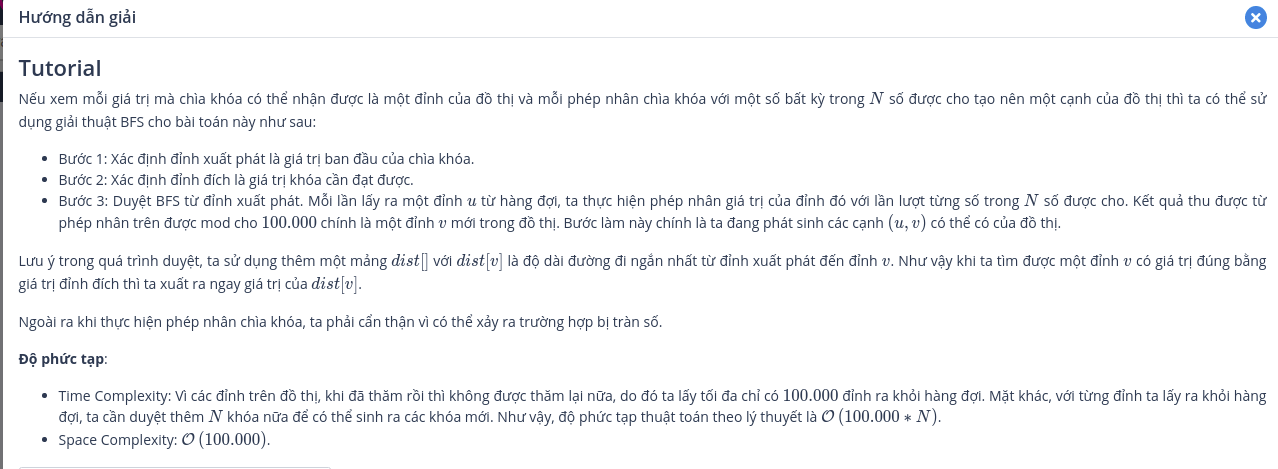 Hướng dẫn giải
Tutorial
Nếu xem mỗi giá trị mà chìa khóa có thể nhận được là một đỉnh của đồ thị và mỗi phép nhân chìa khóa với một số bất kỳ trong N số được cho tạo nên một cạnh của đồ thị thì ta có thể sử
dụng giải thuật BFS cho bài toán này như sau:
• Bước 1: Xác định đỉnh xuất phát là giá trị ban đầu của chìa khóa.
• Bước 2: Xác định đỉnh đích là giá trị khóa cần đạt được.
• Bước 3: Duyệt BFS từ đỉnh xuất phát. Mỗi lần lấy ra một đỉnh u từ hàng đợi, ta thực hiện phép nhân giá trị của đỉnh đó với lần lượt từng số trong N số được cho. Kết quả thu được từ
phép nhân trên được mod cho 100.000 chính là một đỉnh v mới trong đồ thị. Bước làm này chính là ta đang phát sinh các cạnh (u, v) có thể có của đồ thị.
Lưu ý trong quá trình duyệt, ta sử dụng thêm một mảng dist[] với dist[v] là độ dài đường đi ngắn nhất từ đỉnh xuất phát đến đỉnh v. Như vậy khi ta tìm được một đỉnh v có giá trị đúng bằng
giá trị đỉnh đích thì ta xuất ra ngay giá trị của dist[v].
Ngoài ra khi thực hiện phép nhân chìa khóa, ta phải cẩn thận vì có thể xảy ra trường hợp bị tràn số.
Độ phức tạp:
• Time Complexity: Vì các đỉnh trên đồ thị, khi đã thăm rồi thì không được thăm lại nữa, do đó ta lấy tối đa chỉ có 100.000 đỉnh ra khỏi hàng đợi. Mặt khác, với từng đỉnh ta lấy ra khỏi hàng
đợi, ta cần duyệt thêm N khóa nữa để có thể sinh ra các khóa mới. Như vậy, độ phức tạp thuật toán theo lý thuyết là O (100.000 * N).
• Space Complexity: O (100.000).